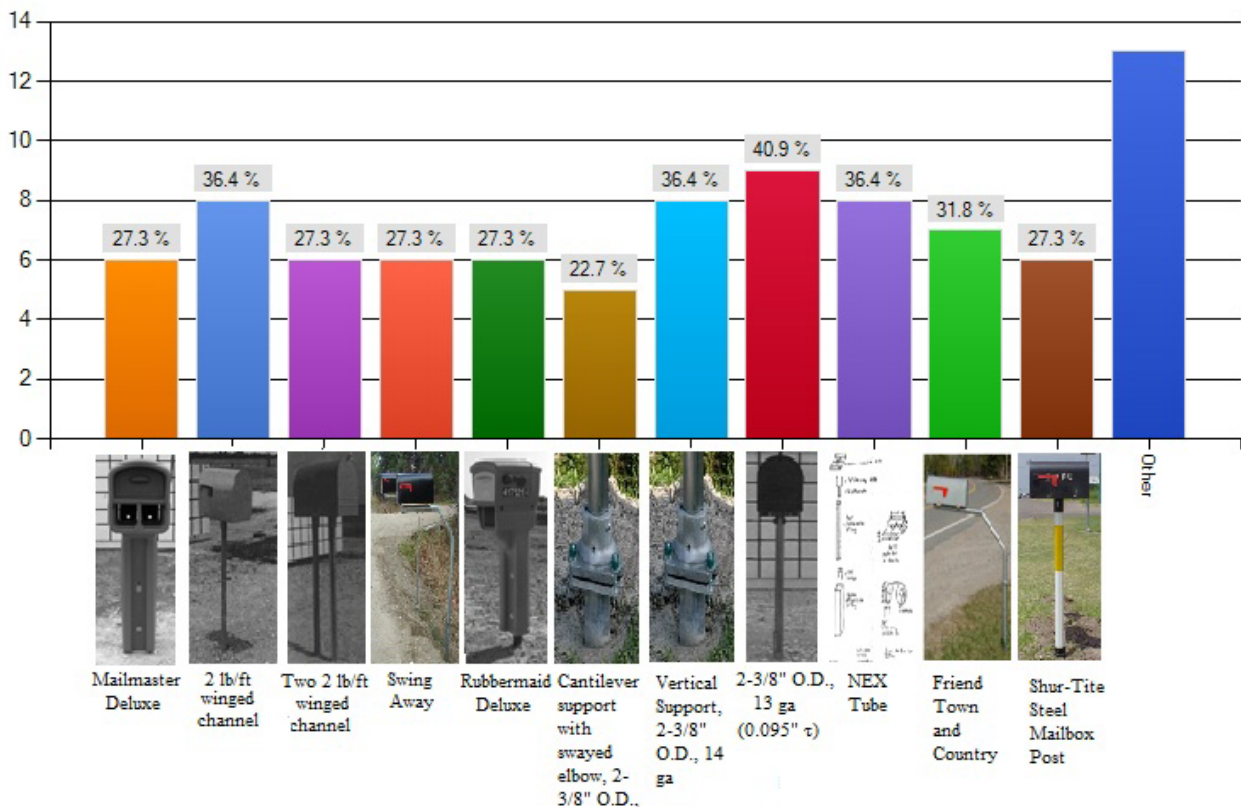 14
12
10
8
6
4
2
0
27.3 %
36.4 %
27.3 %
27.3 %
27.3 %
22.7 %
36.4 %
40.9 %
36.4 %
31.8 %
27.3 %
Mailmaster
Deluxe
2 lb/ft
winged
channel
Two 2 lb/ft
winged
channel
Swing
Away
Rubbermaid
Deluxe
Cantilever
support
with
swayed
elbow, 2-
3/8" O.D.,
Vertical
Support,
2-3/8"
O.D., 14
ga
2-3/8" O.D.,
13 ga
(0.095" τ)
NEX
Tube
Friend
Town
and
Country
Shur-Tite
Steel
Mailbox
Post
Other